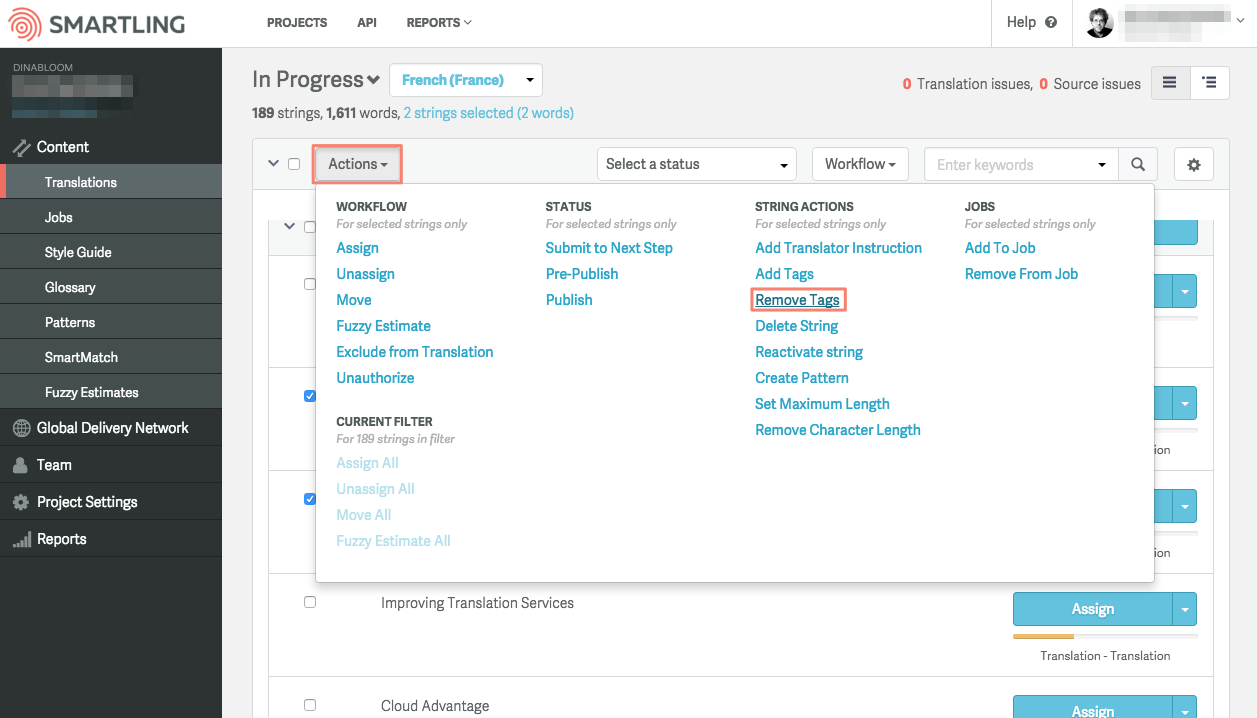 SMARTLING
PROJECTS API REPORTS
Help
DINABLOOM
Content
Translations
Jobs
Style Guide
Glossary
Patterns
SmartMatch
Fuzzy Estimates
Global Delivery Network
Team
Project Settings
Reports
In Progress French (France)
0 Translation issues, 0 Source issues
189 strings, 1,611 words, 2 strings selected (2 words)
Actions Select a status Workflow Enter keywords
WORKFLOW
For selected strings only
Assign
Unassign
Move
Fuzzy Estimate
Exclude from Translation
Unauthorize
CURRENT FILTER
For 189 strings in filter
Assign All
Unassign All
Move All
Fuzzy Estimate All
STATUS
For selected strings only
Submit to Next Step
Pre-Publish
Publish
STRING ACTIONS
For selected strings only
Add Translator Instruction
Add Tags
Remove Tags
Delete String
Reactivate string
Create Pattern
Set Maximum Length
Remove Character Length
JOBS
For selected strings only
Add To Job
Remove From Job
ion
ion
Improving Translation Services
Assign
Translation - Translation
Cloud Advantage
Assign